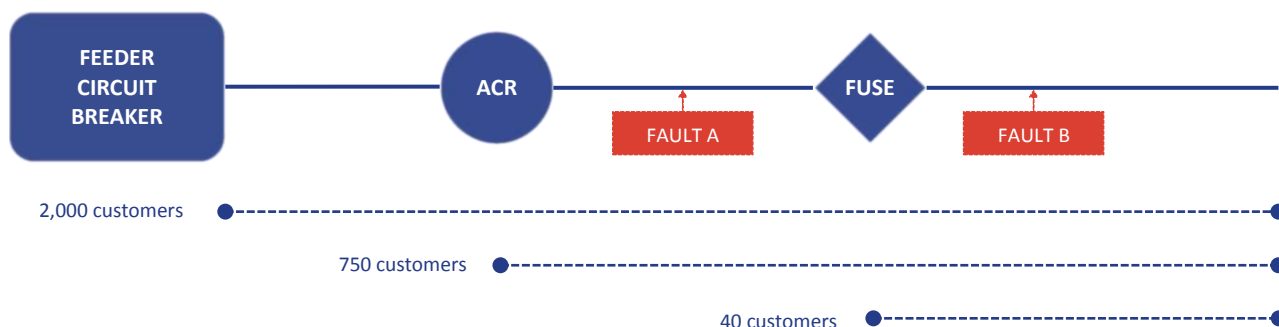 FEEDER
CIRCUIT
BREAKER
ACR
FUSE
FAULT A
FAULT B
2,000 customers
750 customers
40 customers